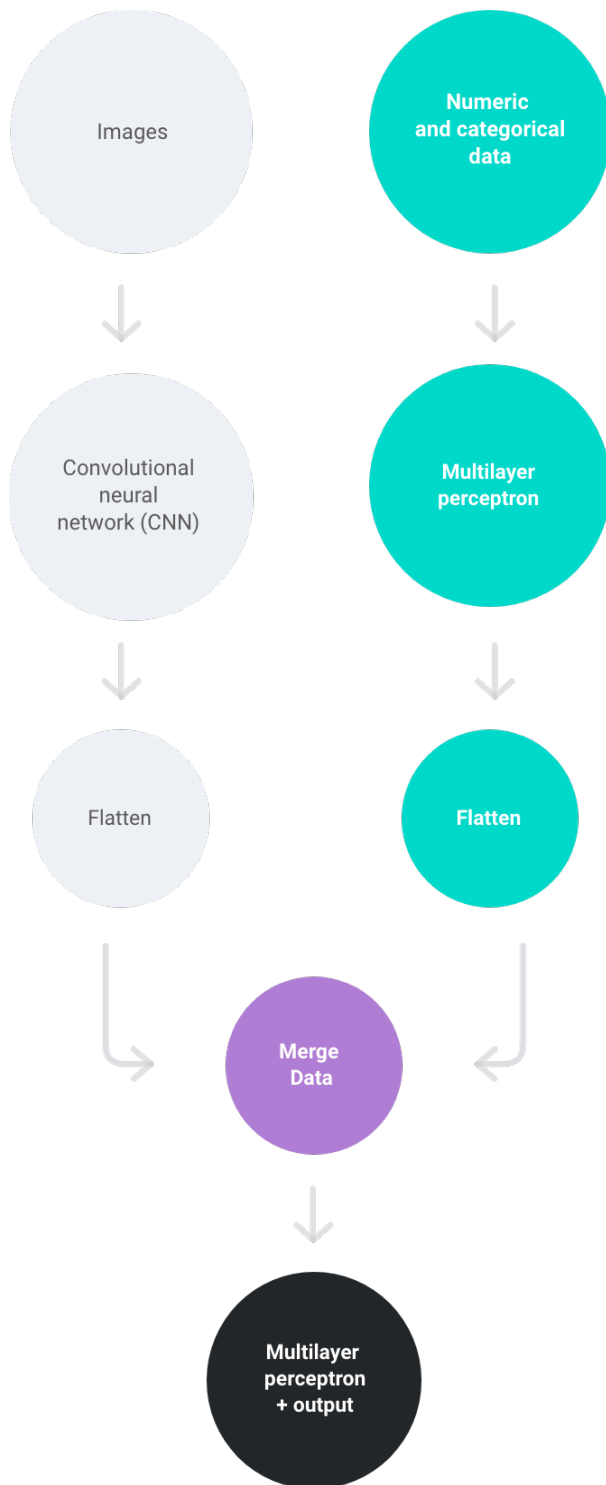 Images
Numeric
and categorical
data
Convolutional
neural
network (CNN)
Multilayer
perceptron
Flatten
Flatten
Merge
Data
Multilayer
perceptron
+ output